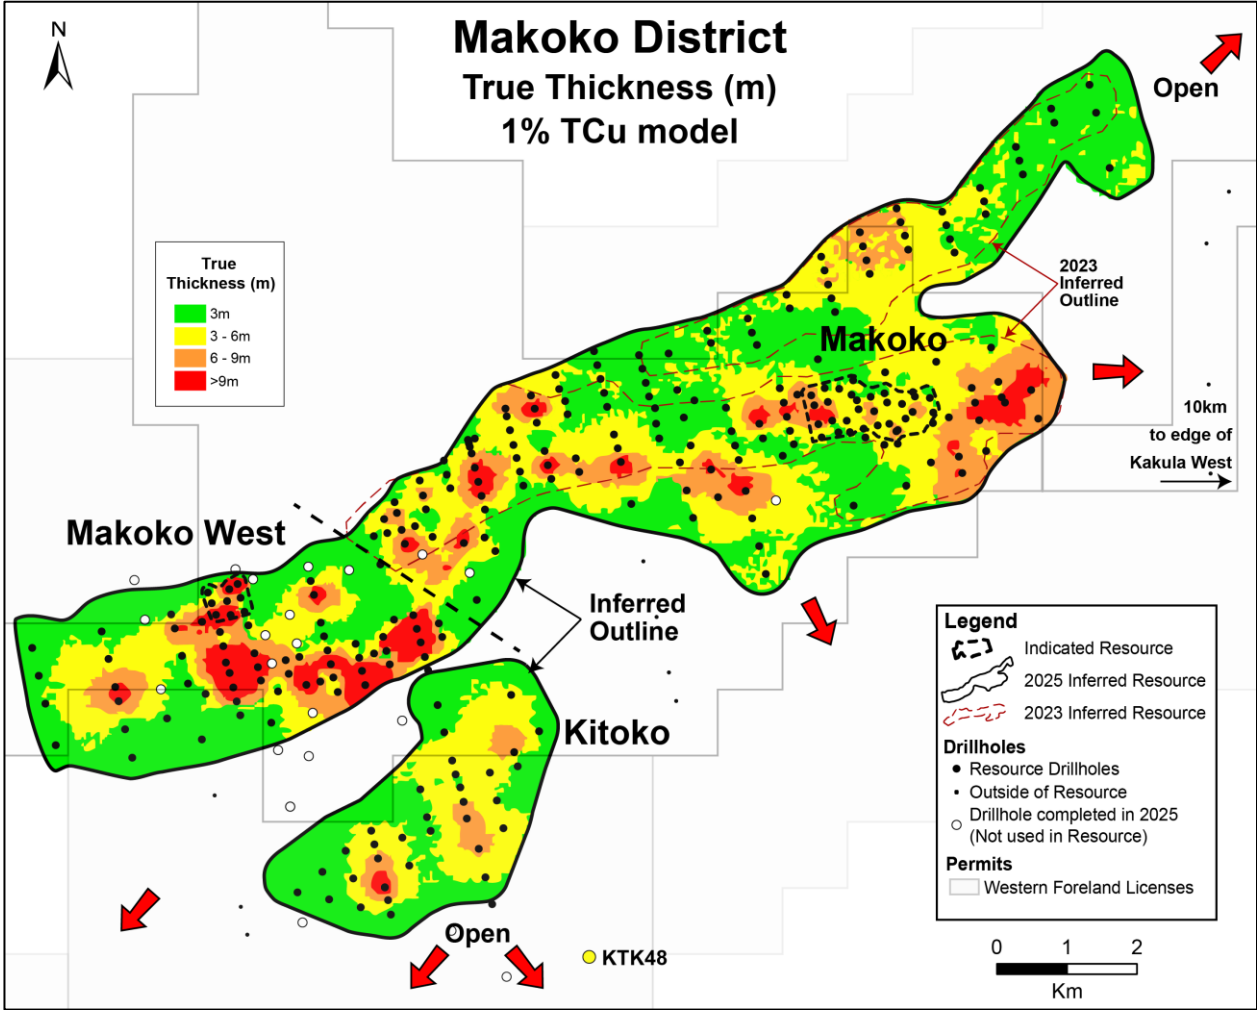 N
Makoko District
True Thickness (m)
1% TCu model
Open
True
Thickness (m)
3m
3 - 6m
6 - 9m
>9m
2023
Inferred
Outline
Makoko
10km
to edge of
Kakula West
Makoko West
Inferred
Outline
Kitoko
Open
KTK48
Legend
Indicated Resource
2025 Inferred Resource
2023 Inferred Resource
Drillholes
Resource Drillholes
Outside of Resource
Drillhole completed in 2025
(Not used in Resource)
Permits
Western Foreland Licenses
0 1 2
Km